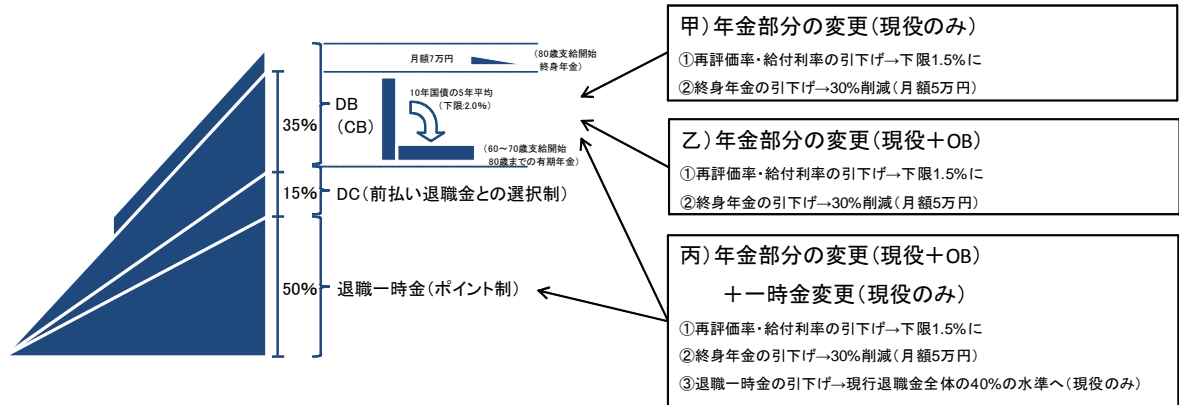 月額7万円
(80歳支給開始
終身年金)
10年国債の5年平均
(下限:2.0%)
(60～70歳支給開始
80歳までの有期年金)
35%
DB
(CB)
15%
DC(前払い退職金との選択制)
50%
退職一時金(ポイント制)
甲)年金部分の変更(現役のみ)
①再評価率・給付利率の引下げ→下限1.5%に
②終身年金の引下げ→30%削減(月額5万円)
乙)年金部分の変更(現役+OB)
①再評価率・給付利率の引下げ→下限1.5%に
②終身年金の引下げ→30%削減(月額5万円)
丙)年金部分の変更(現役+OB)
+一時金変更(現役のみ)
①再評価率・給付利率の引下げ→下限1.5%に
②終身年金の引下げ→30%削減(月額5万円)
③退職一時金の引下げ→現行退職金全体の40%の水準へ(現役のみ)